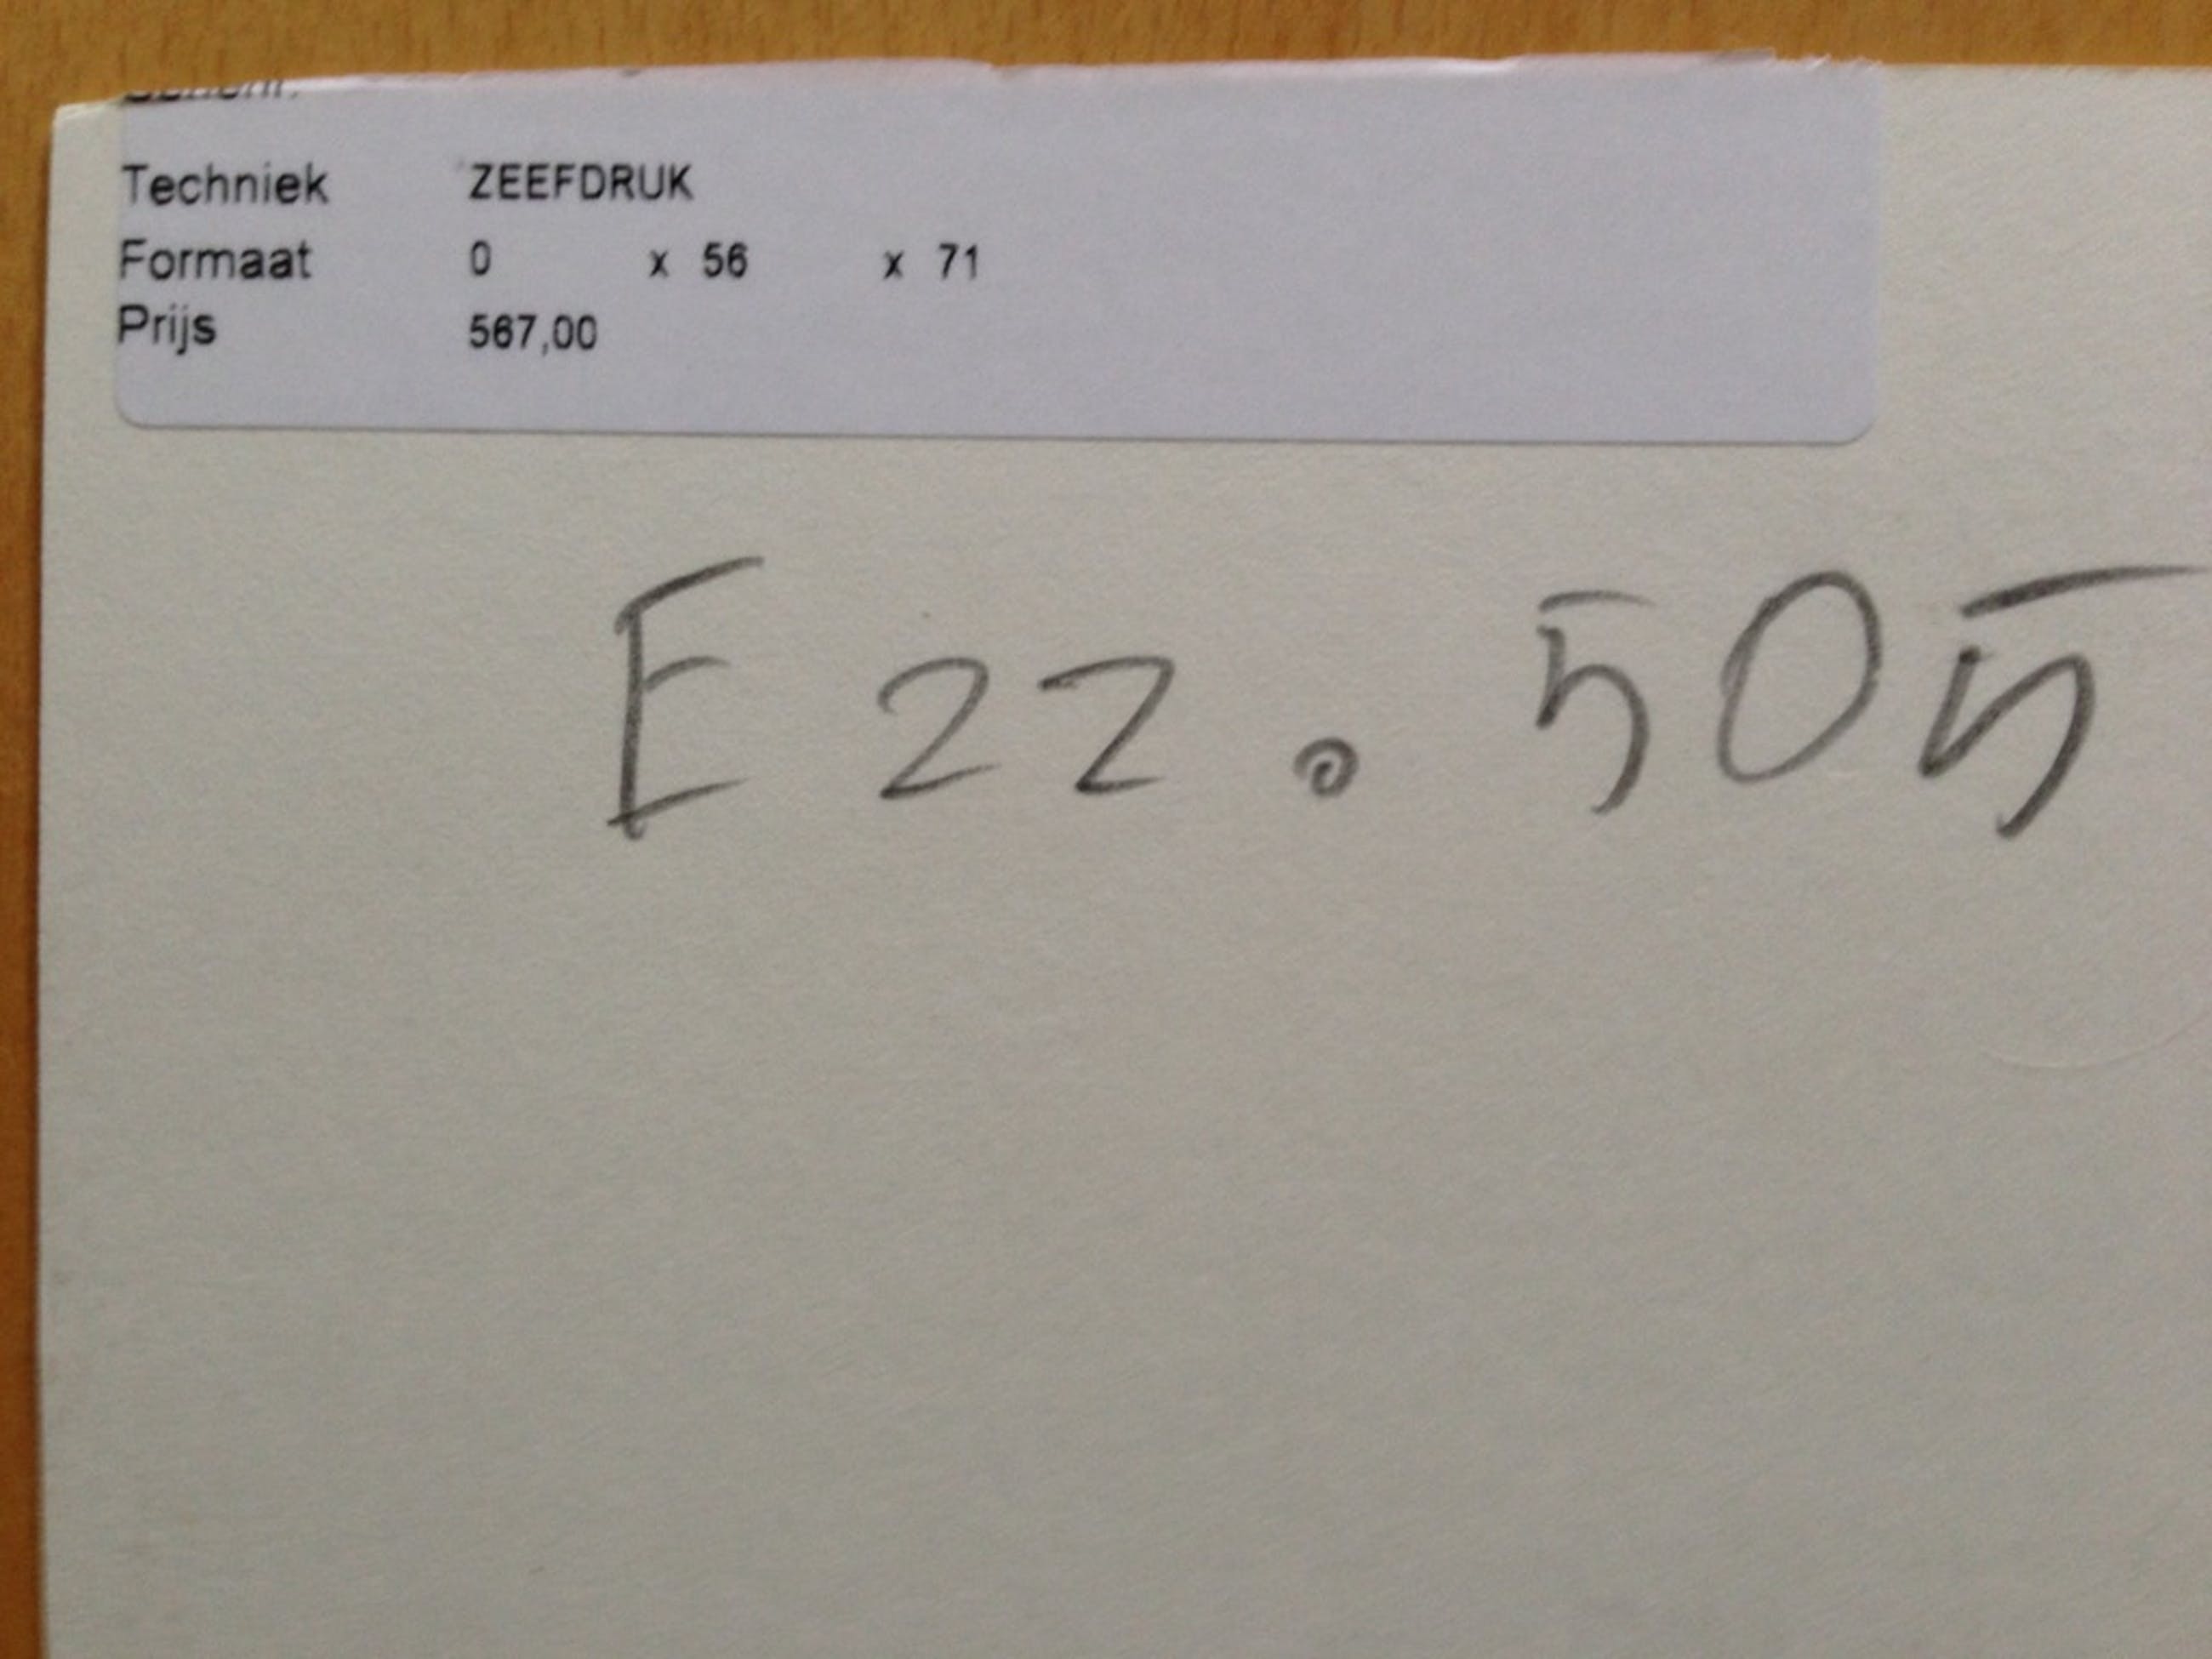 Techniek ZEEFDRUK
Formaat 0 x 56 x 71
Prijs 567,00
E 22. 505